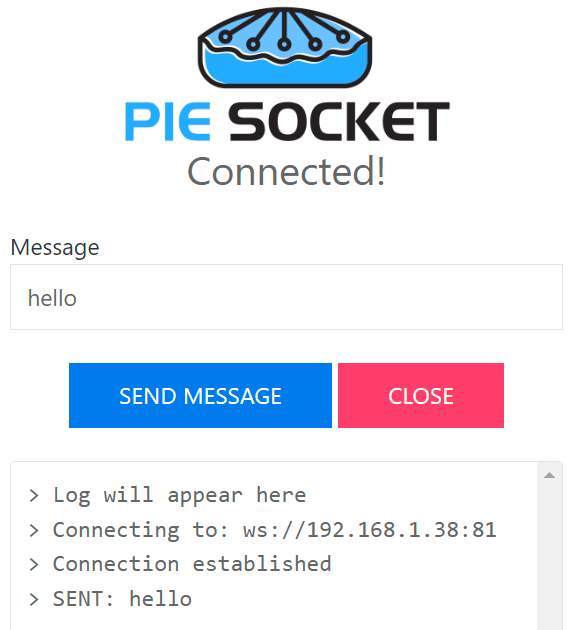 PIE SOCKET
Connected!
Message
hello
SEND MESSAGE CLOSE
> Log will appear here
> Connecting to: ws://192.168.1.38:81
> Connection established
> SENT: hello